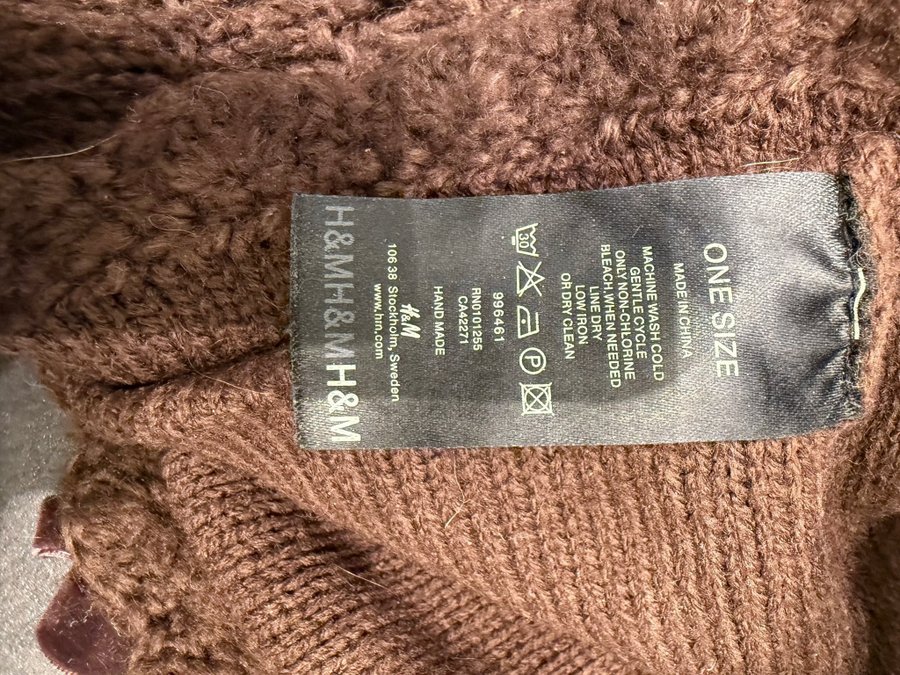 ONE SIZE
MADE IN CHINA
MACHINE WASH COLD
GENTLE CYCLE
ONLY NON-CHLORINE
BLEACH,WHEN NEEDED
LINE DRY
LOW IRON
OR DRY CLEAN
30
P
996461
RN0101255
CA42271
HAND MADE
H&M
106 38 Stockholm, Sweden
www.hm.com
H&MH&MH&M